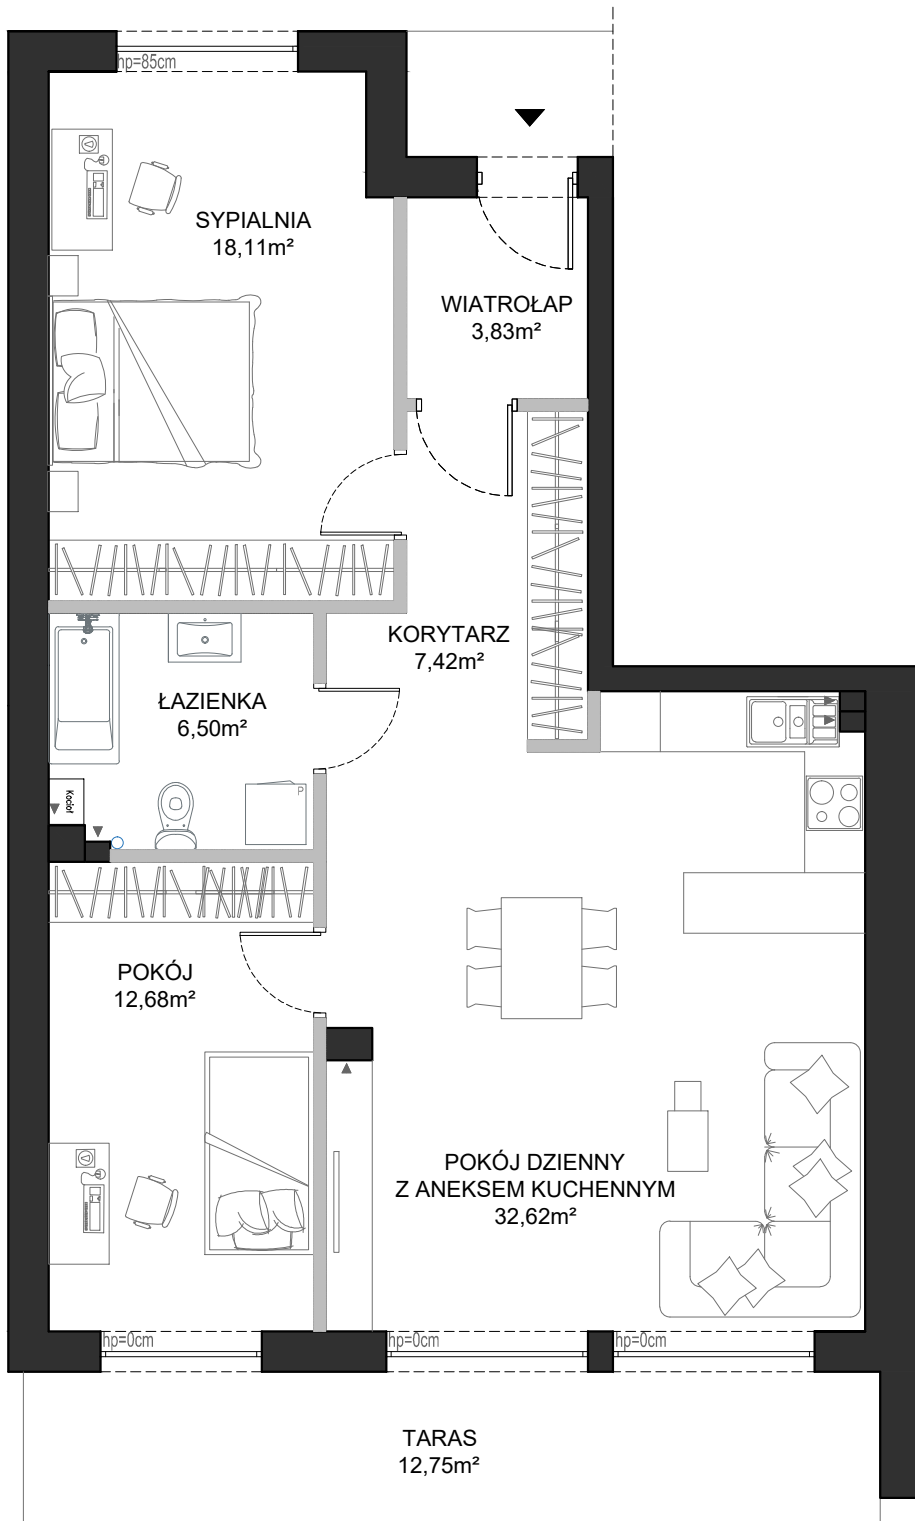 hp=85cm
SYPIALNIA
18,11m²
WIATROŁAP
3,83m²
KORYTARZ
7,42m²
ŁAZIENKA
6,50m²
Kocioł
P
POKÓJ
12,68m²
POKÓJ DZIENNY
Z ANEKSEM KUCHENNYM
32,62m²
hp=0cm
hp=0cm
hp=0cm
TARAS
12,75m²